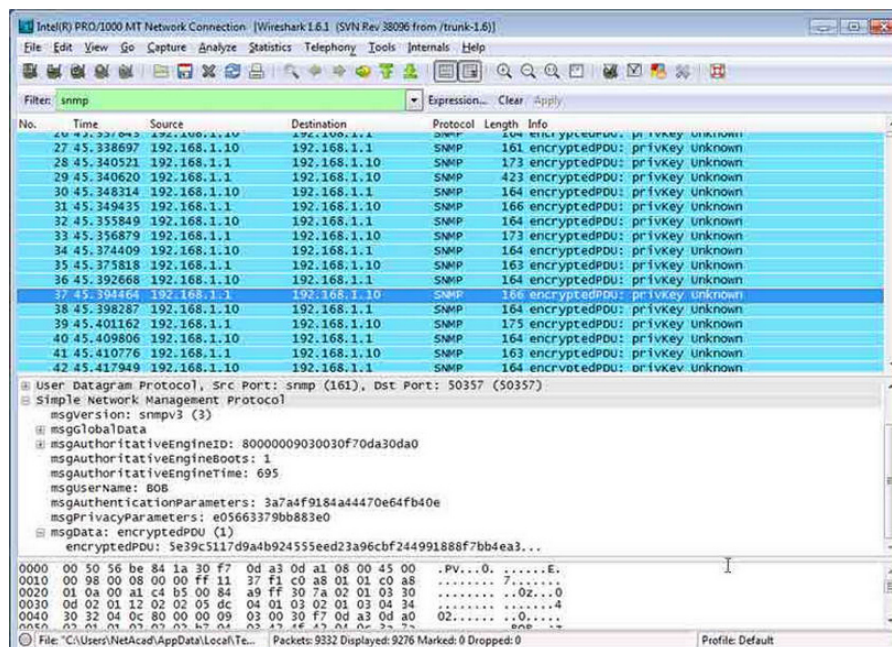 Intel(R) PRO/1000 MT Network Connection [Wireshark 1.6.1 (SVN Rev 38096 from /trunk-1.6)]
File Edit View Go Capture Analyze Statistics Telephony Tools Internals Help
Filter: snmp Expression... Clear Apply
No. Time Source Destination Protocol Length Info
26 45.337843 192.168.1.10 192.168.1.1 SNMP 164 encryptedPDU: privKey Unknown
27 45.338697 192.168.1.10 192.168.1.1 SNMP 161 encryptedPDU: privKey Unknown
28 45.340521 192.168.1.1 192.168.1.10 SNMP 173 encryptedPDU: privKey Unknown
29 45.340620 192.168.1.1 192.168.1.10 SNMP 423 encryptedPDU: privKey Unknown
30 45.348314 192.168.1.10 192.168.1.1 SNMP 164 encryptedPDU: privKey Unknown
31 45.349435 192.168.1.1 192.168.1.10 SNMP 166 encryptedPDU: privKey Unknown
32 45.355849 192.168.1.10 192.168.1.1 SNMP 164 encryptedPDU: privKey Unknown
33 45.356879 192.168.1.1 192.168.1.10 SNMP 173 encryptedPDU: privKey Unknown
34 45.374409 192.168.1.10 192.168.1.1 SNMP 164 encryptedPDU: privKey Unknown
35 45.375818 192.168.1.1 192.168.1.10 SNMP 163 encryptedPDU: privKey Unknown
36 45.392668 192.168.1.10 192.168.1.1 SNMP 164 encryptedPDU: privKey Unknown
37 45.394464 192.168.1.1 192.168.1.10 SNMP 166 encryptedPDU: privKey Unknown
38 45.398287 192.168.1.10 192.168.1.1 SNMP 164 encryptedPDU: privKey Unknown
39 45.401162 192.168.1.1 192.168.1.10 SNMP 175 encryptedPDU: privKey Unknown
40 45.409806 192.168.1.10 192.168.1.1 SNMP 164 encryptedPDU: privKey Unknown
41 45.410776 192.168.1.1 192.168.1.10 SNMP 163 encryptedPDU: privKey Unknown
42 45.417949 192.168.1.10 192.168.1.1 SNMP 164 encryptedPDU: privKey Unknown
User Datagram Protocol, Src Port: snmp (161), Dst Port: 50357 (50357)
Simple Network Management Protocol
msgVersion: snmpv3 (3)
msgGlobalData
msgAuthoritativeEngineID: 80000009030030f70da30da0
msgAuthoritativeEngineBoots: 1
msgAuthoritativeEngineTime: 695
msgUserName: BOB
msgAuthenticationParameters: 3a7a4f9184a44470e64fb40e
msgPrivacyParameters: e05663379bb883e0
msgData: encryptedPDU (1)
encryptedPDU: 5e39c5117d9a4b924555eed23a96cbf244991888f7bb4ea3...
0000 00 50 56 be 84 1a 30 f7 0d a3 0d a1 08 00 45 00 .PV...0. ......E.
0010 00 98 00 08 00 00 ff 11 37 f1 c0 a8 01 01 c0 a8 ........ 7.......
0020 01 0a 00 a1 c4 b5 00 84 a9 ff 30 7a 02 01 03 30 ........ ..0z...0
0030 0d 02 01 12 02 02 05 dc 04 01 03 02 01 03 04 34 ........ .......4
0040 30 32 04 0c 80 00 00 09 03 00 30 f7 0d a3 0d a0 02...... ..0.....
File: "C:\Users\NetAcad\AppData\Local\Te... Packets: 9332 Displayed: 9276 Marked: 0 Dropped: 0 Profile: Default